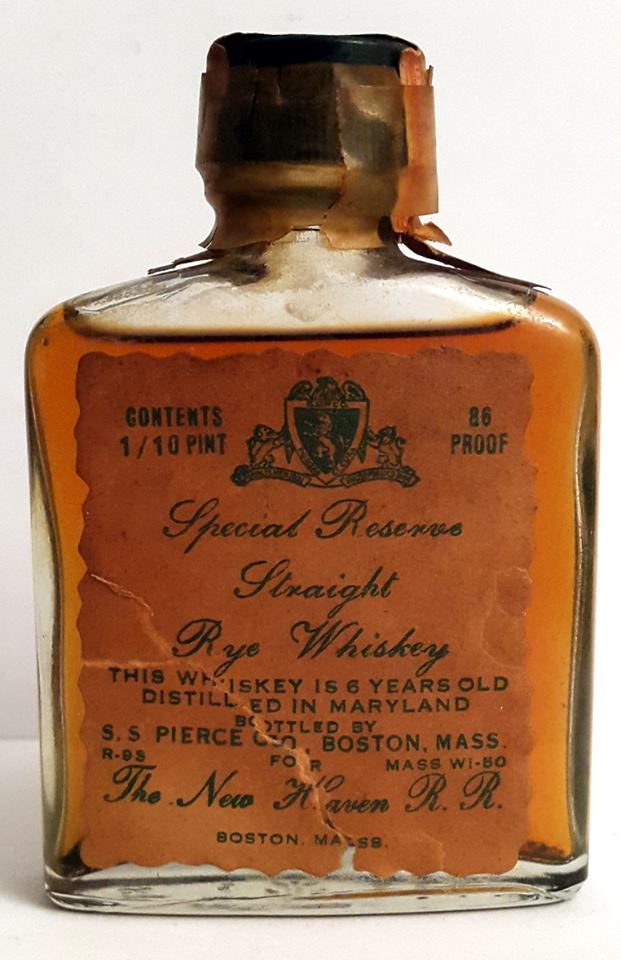 CONTENTS
1/10 PINT
86
PROOF
Special Reserve
Straight
Rye Whiskey
THIS WHISKEY IS 6 YEARS OLD
DISTILLED IN MARYLAND
BOTTLED BY
S. S. PIERCE CO., BOSTON, MASS.
R-93 FOR MASS WI-50
The New Haven R. R.
BOSTON, MASS.